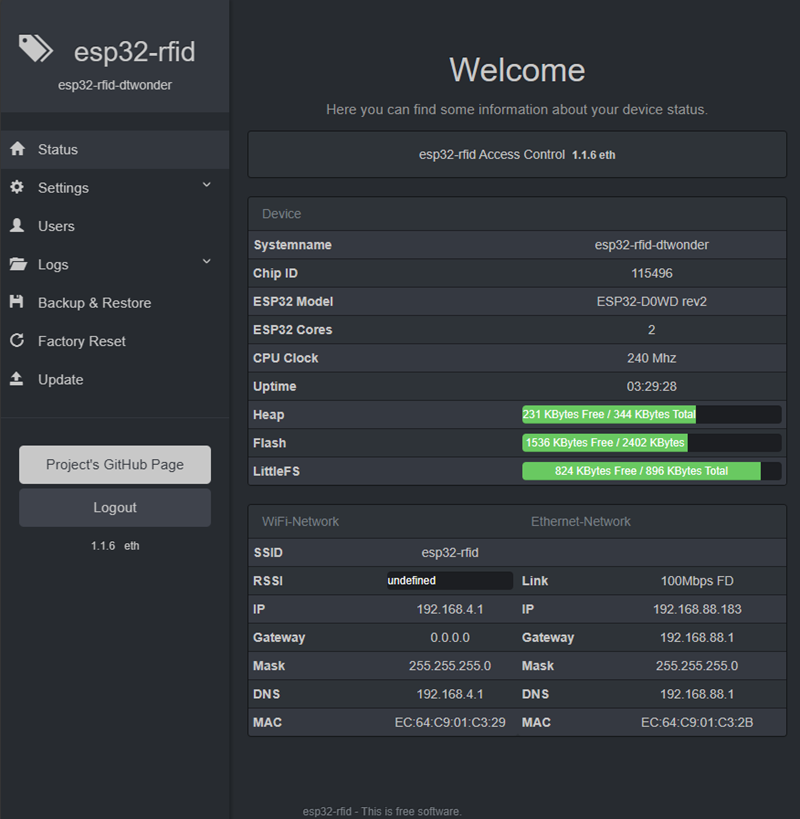 esp32-rfid
esp32-rfid-dtwonder
Status
Settings
Users
Logs
Backup & Restore
Factory Reset
Update
Project's GitHub Page
Logout
1.1.6 eth
Welcome
Here you can find some information about your device status.
esp32-rfid Access Control 1.1.6 eth
Device
Systemname esp32-rfid-dtwonder
Chip ID 115496
ESP32 Model ESP32-D0WD rev2
ESP32 Cores 2
CPU Clock 240 Mhz
Uptime 03:29:28
Heap 231 KBytes Free / 344 KBytes Total
Flash 1536 KBytes Free / 2402 KBytes
LittleFS 824 KBytes Free / 896 KBytes Total
WiFi-Network Ethernet-Network
SSID esp32-rfid
RSSI undefined Link 100Mbps FD
IP 192.168.4.1 IP 192.168.88.183
Gateway 0.0.0.0 Gateway 192.168.88.1
Mask 255.255.255.0 Mask 255.255.255.0
DNS 192.168.4.1 DNS 192.168.88.1
MAC EC:64:C9:01:C3:29 MAC EC:64:C9:01:C3:2B
esp32-rfid - This is free software.